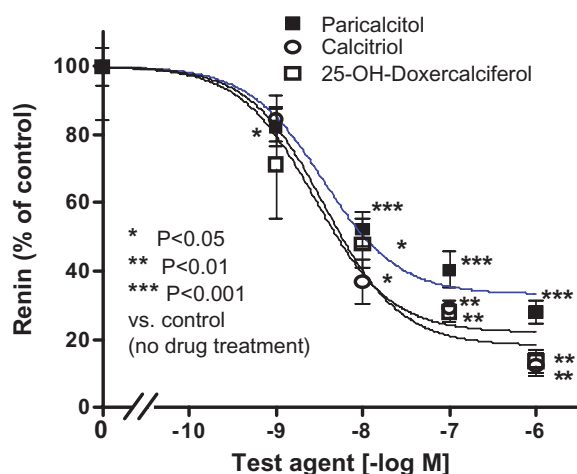 Paricalcitol
Calcitriol
25-OH-Doxercalciferol
Renin (% of control)
100
80
60
40
20
0
*
***
*
*
***
**
**
***
**
**
* P<0.05
** P<0.01
*** P<0.001
vs. control
(no drug treatment)
0 -10 -9 -8 -7 -6
Test agent [-log M]